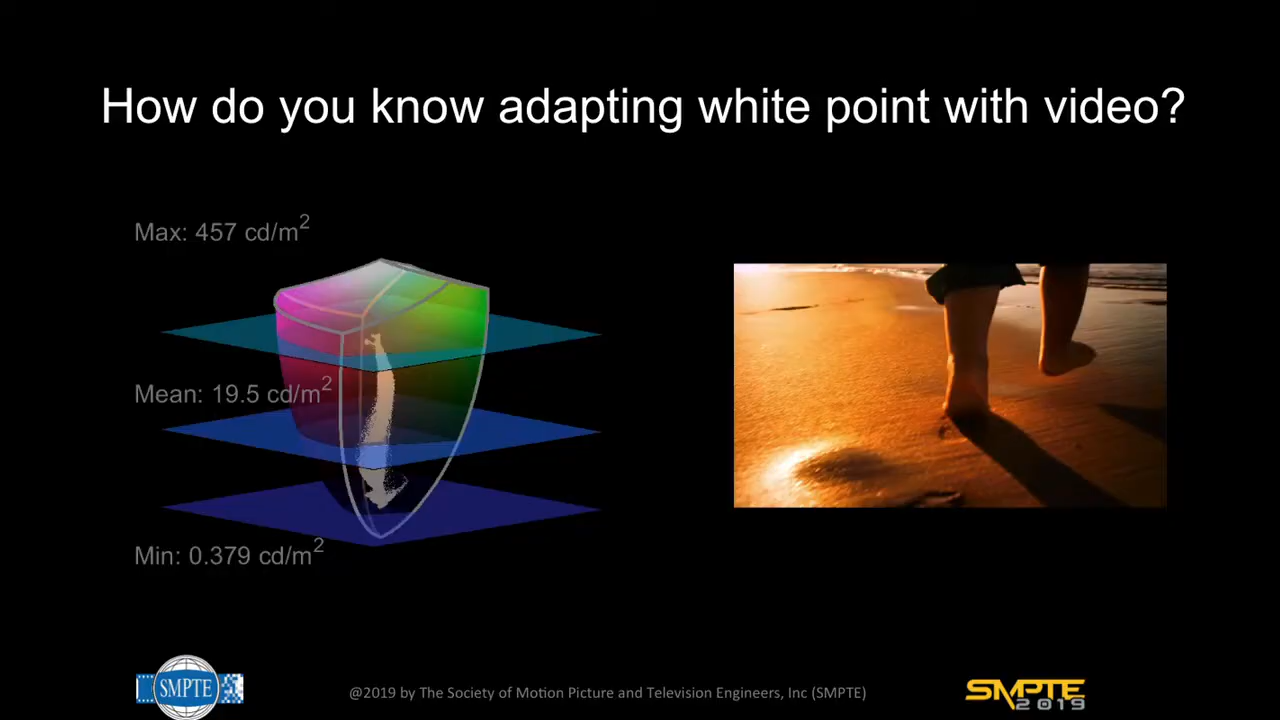 How do you know adapting white point with video?
Max: 457 cd/m²
Mean: 19.5 cd/m²
Min: 0.379 cd/m²
SMPTE
@2019 by The Society of Motion Picture and Television Engineers, Inc (SMPTE)
SMPTE
2019